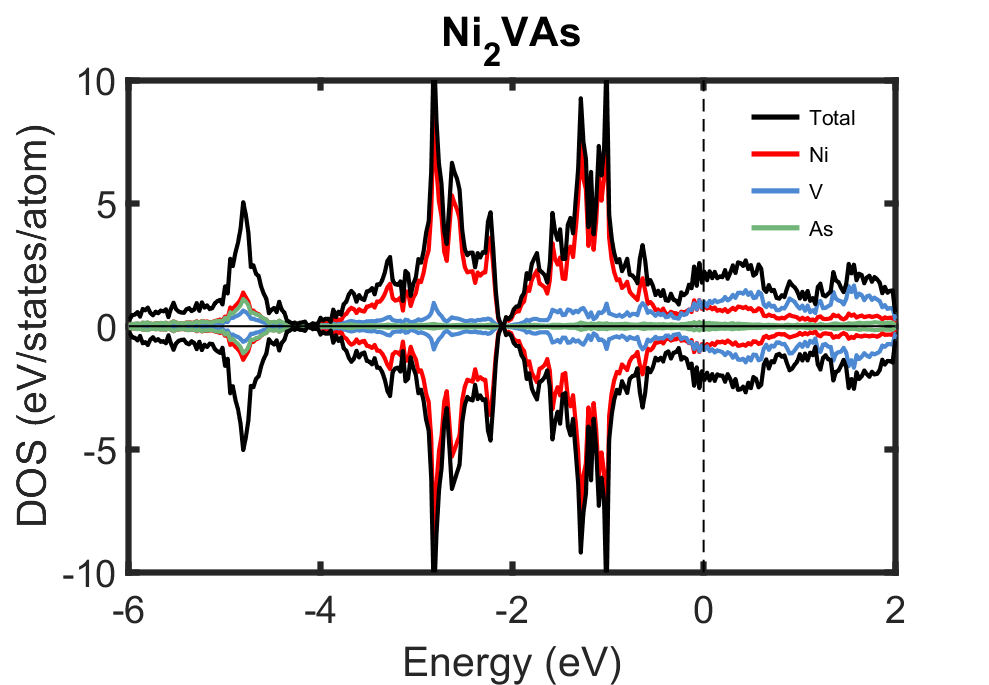 Ni₂VAs
DOS (eV/states/atom)
10
5
0
-5
-10
-6 -4 -2 0 2
Energy (eV)
Total
Ni
V
As